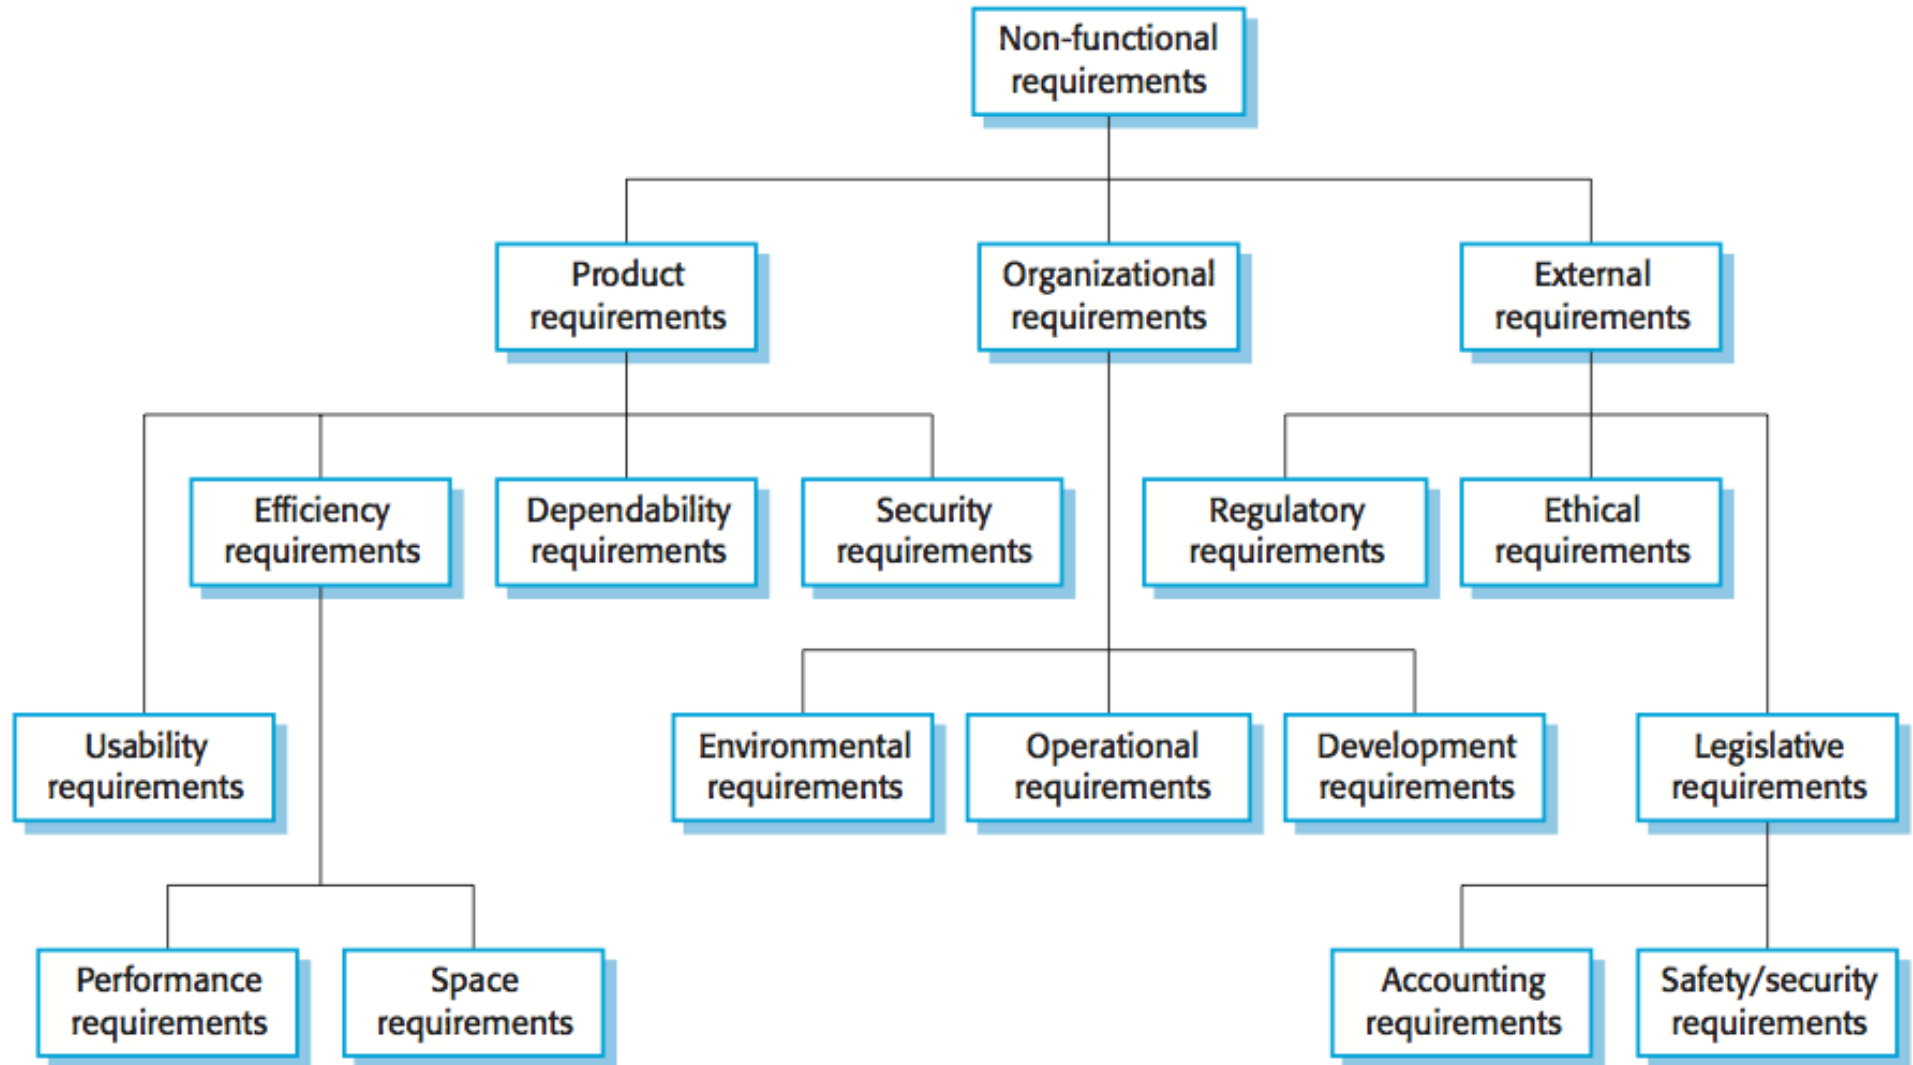 Non-functional
requirements
Product
requirements
Organizational
requirements
External
requirements
Efficiency
requirements
Dependability
requirements
Security
requirements
Regulatory
requirements
Ethical
requirements
Usability
requirements
Environmental
requirements
Operational
requirements
Development
requirements
Legislative
requirements
Performance
requirements
Space
requirements
Accounting
requirements
Safety/security
requirements